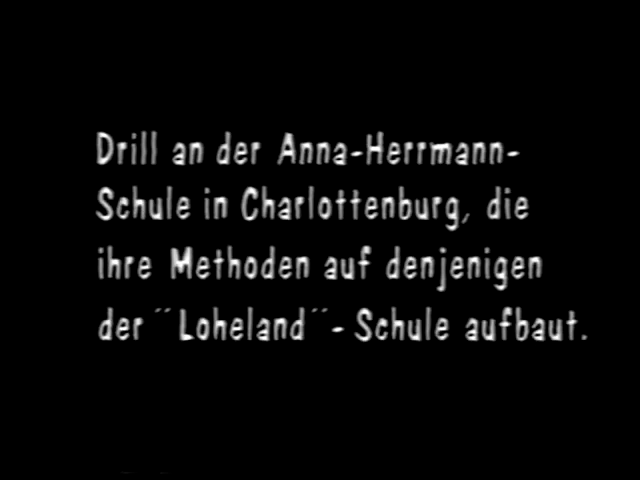 Drill an der Anna-Herrmann-
Schule in Charlottenburg, die
ihre Methoden auf denjenigen
der "Loheland"- Schule aufbaut.